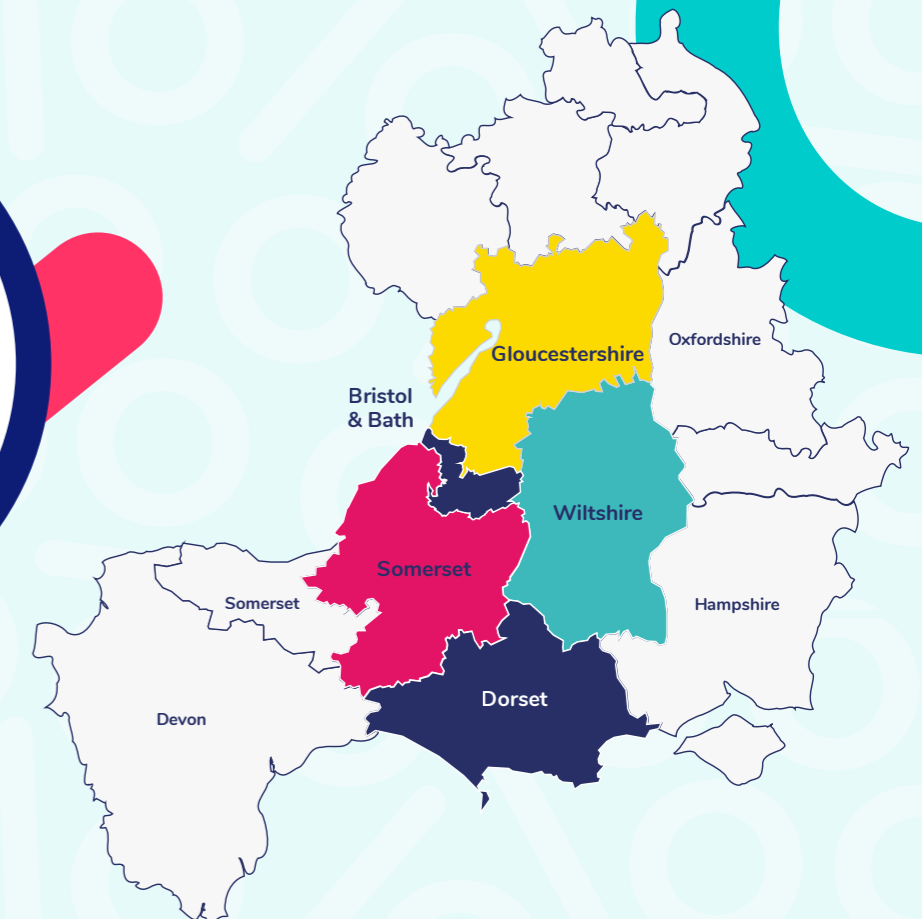 Oxfordshire
Gloucestershire
Bristol
& Bath
Wiltshire
Somerset
Somerset
Hampshire
Dorset
Devon